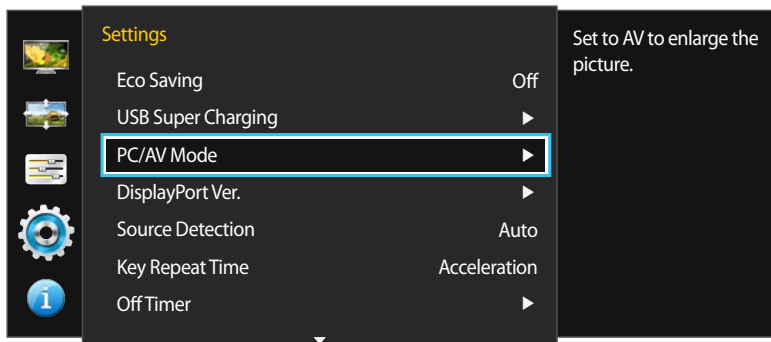 Settings
Eco Saving Off
USB Super Charging
PC/AV Mode
DisplayPort Ver.
Source Detection Auto
Key Repeat Time Acceleration
Off Timer
Set to AV to enlarge the
picture.